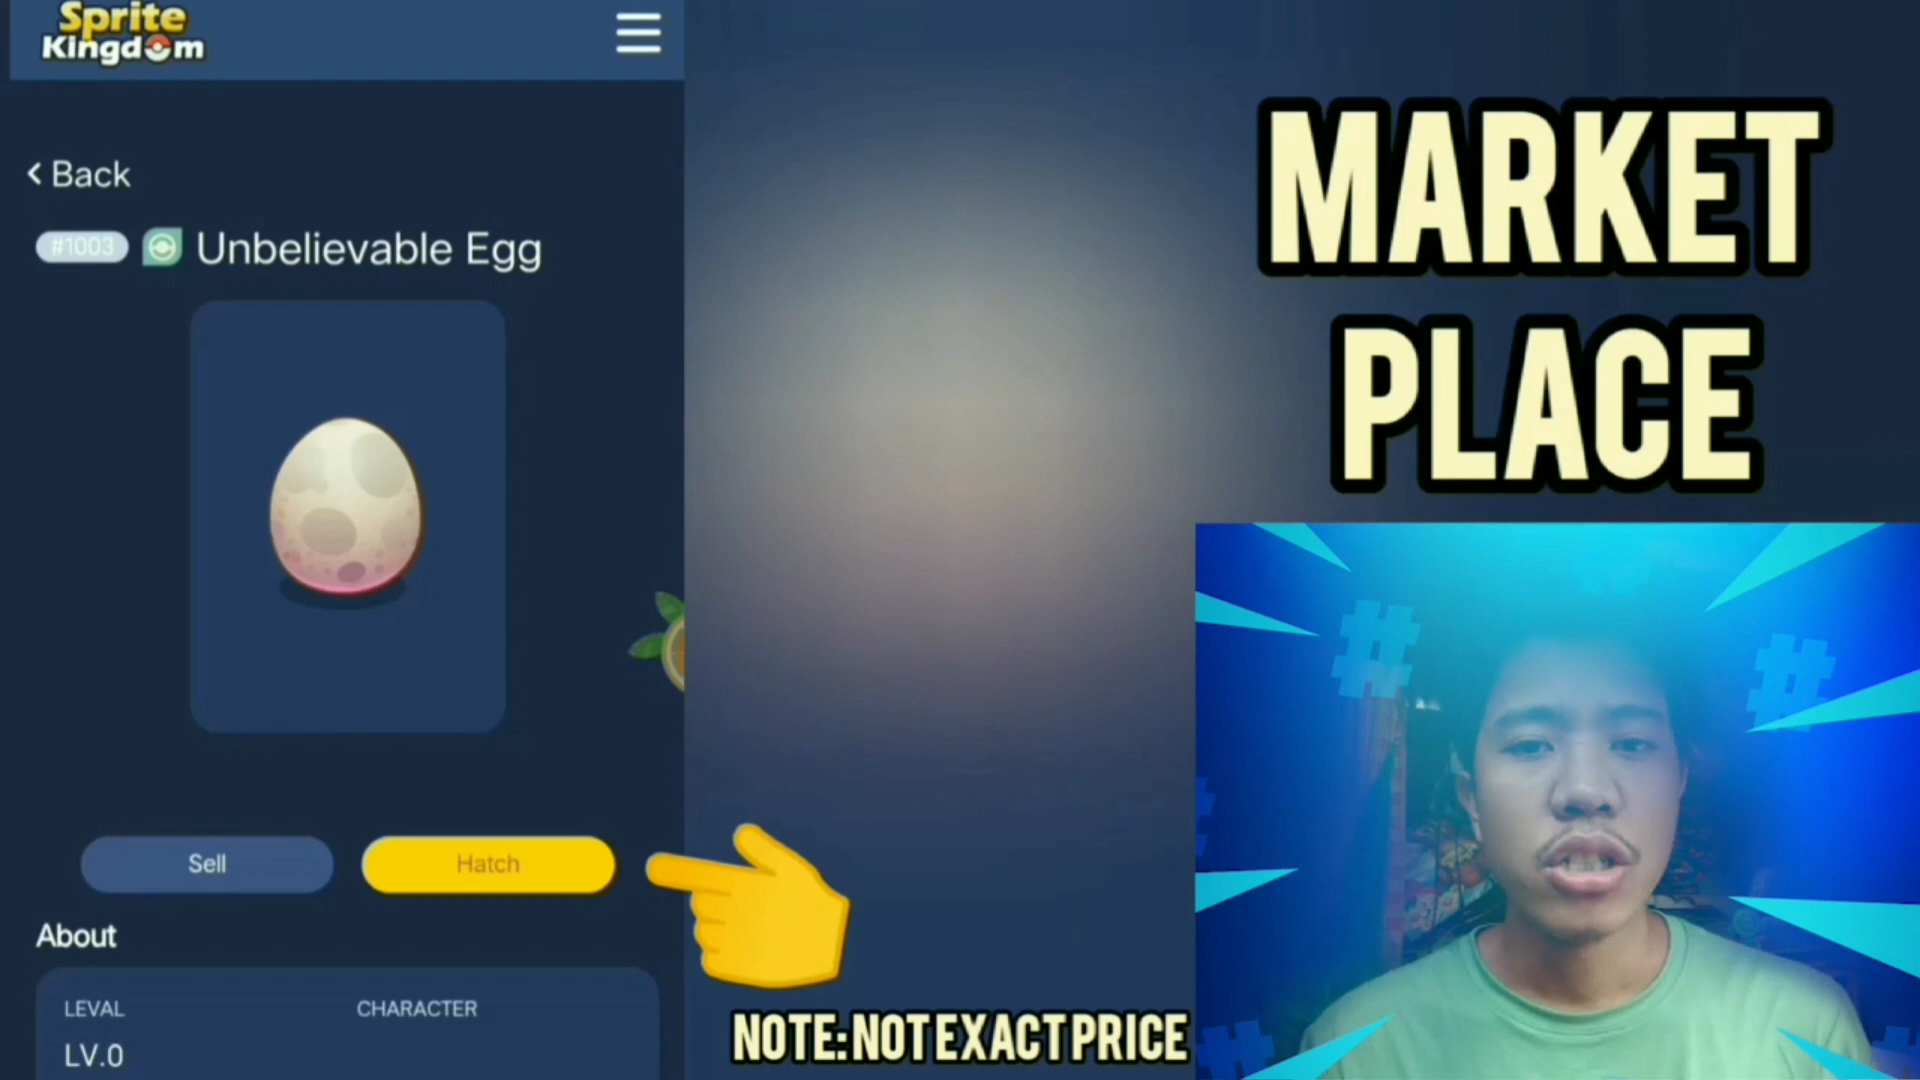 Sprite
Kingdom
Back
#1003 Unbelievable Egg
Sell
Hatch
About
LEVAL
CHARACTER
LV.0
MARKET
PLACE
NOTE: NOT EXACT PRICE